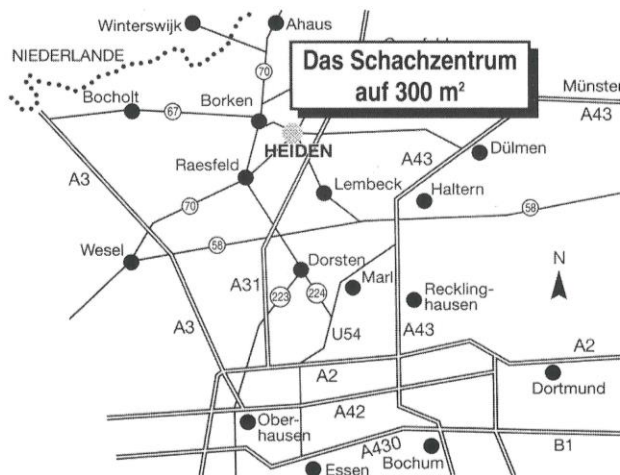 Winterswijk
Ahaus
NIEDERLANDE
70
Das Schachzentrum
auf 300 m²
Münster
A43
Bocholt
67
Borken
HEIDEN
A43
Dülmen
Raesfeld
A3
Lembeck
Haltern
70
58
Wesel
58
Dorsten
N
A31
Marl
Reckling-
hausen
223
224
A3
U54
A43
A2
A2
Dortmund
A42
Ober-
hausen
A430
B1
Bochum
Essen